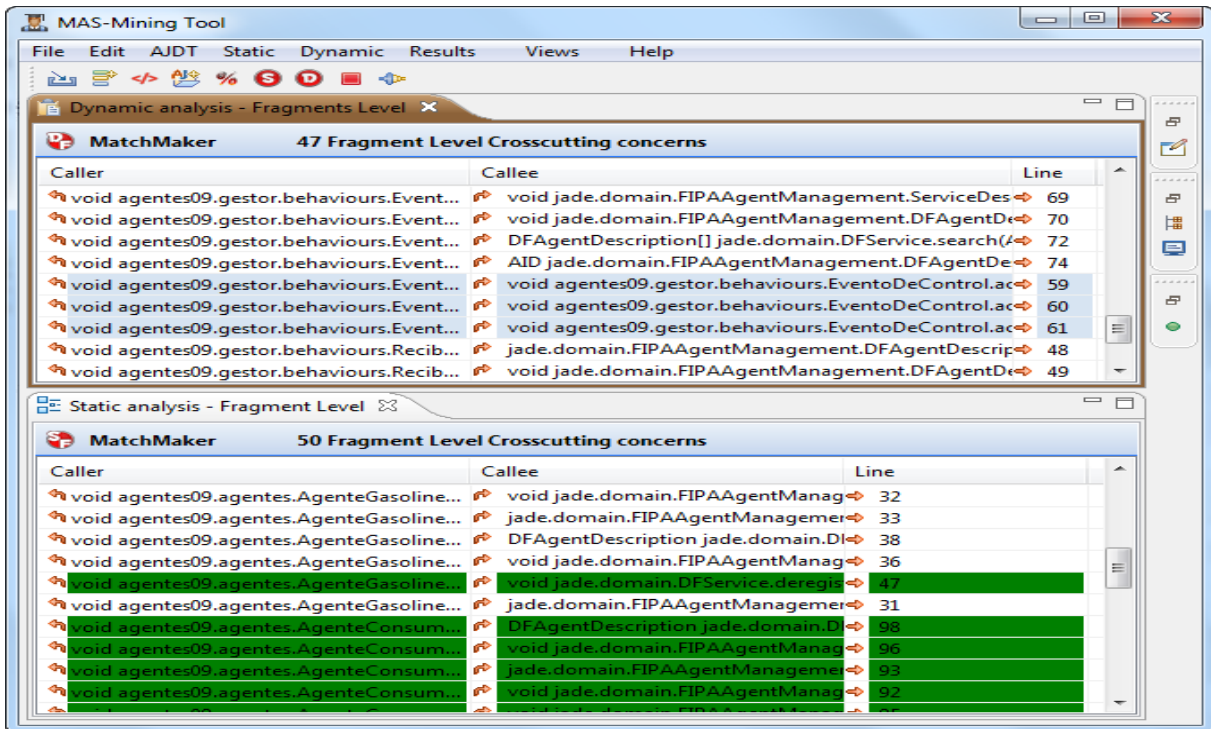 MAS-Mining Tool
File Edit AJDT Static Dynamic Results Views Help
Dynamic analysis - Fragments Level
MatchMaker 47 Fragment Level Crosscutting concerns
Caller Callee Line
void agentes09.gestor.behaviours.Event... void jade.domain.FIPAAgentManagement.ServiceDes 69
void agentes09.gestor.behaviours.Event... void jade.domain.FIPAAgentManagement.DFAgentDe 70
void agentes09.gestor.behaviours.Event... DFAgentDescription[] jade.domain.DFService.search(A 72
void agentes09.gestor.behaviours.Event... AID jade.domain.FIPAAgentManagement.DFAgentDe 74
void agentes09.gestor.behaviours.Event... void agentes09.gestor.behaviours.EventoDeControl.ac 59
void agentes09.gestor.behaviours.Event... void agentes09.gestor.behaviours.EventoDeControl.ac 60
void agentes09.gestor.behaviours.Event... void agentes09.gestor.behaviours.EventoDeControl.ac 61
void agentes09.gestor.behaviours.Recib... jade.domain.FIPAAgentManagement.DFAgentDescrip 48
void agentes09.gestor.behaviours.Recib... void jade.domain.FIPAAgentManagement.DFAgentDe 49
Static analysis - Fragment Level
MatchMaker 50 Fragment Level Crosscutting concerns
Caller Callee Line
void agentes09.agentes.AgenteGasoline... void jade.domain.FIPAAgentManag 32
void agentes09.agentes.AgenteGasoline... jade.domain.FIPAAgentManagemer 33
void agentes09.agentes.AgenteGasoline... DFAgentDescription jade.domain.DF 38
void agentes09.agentes.AgenteGasoline... void jade.domain.FIPAAgentManag 36
void agentes09.agentes.AgenteGasoline... void jade.domain.DFService.deregis 47
void agentes09.agentes.AgenteGasoline... jade.domain.FIPAAgentManagemer 31
void agentes09.agentes.AgenteConsum... DFAgentDescription jade.domain.DF 98
void agentes09.agentes.AgenteConsum... void jade.domain.FIPAAgentManag 96
void agentes09.agentes.AgenteConsum... jade.domain.FIPAAgentManagemer 93
void agentes09.agentes.AgenteConsum... void jade.domain.FIPAAgentManag 92